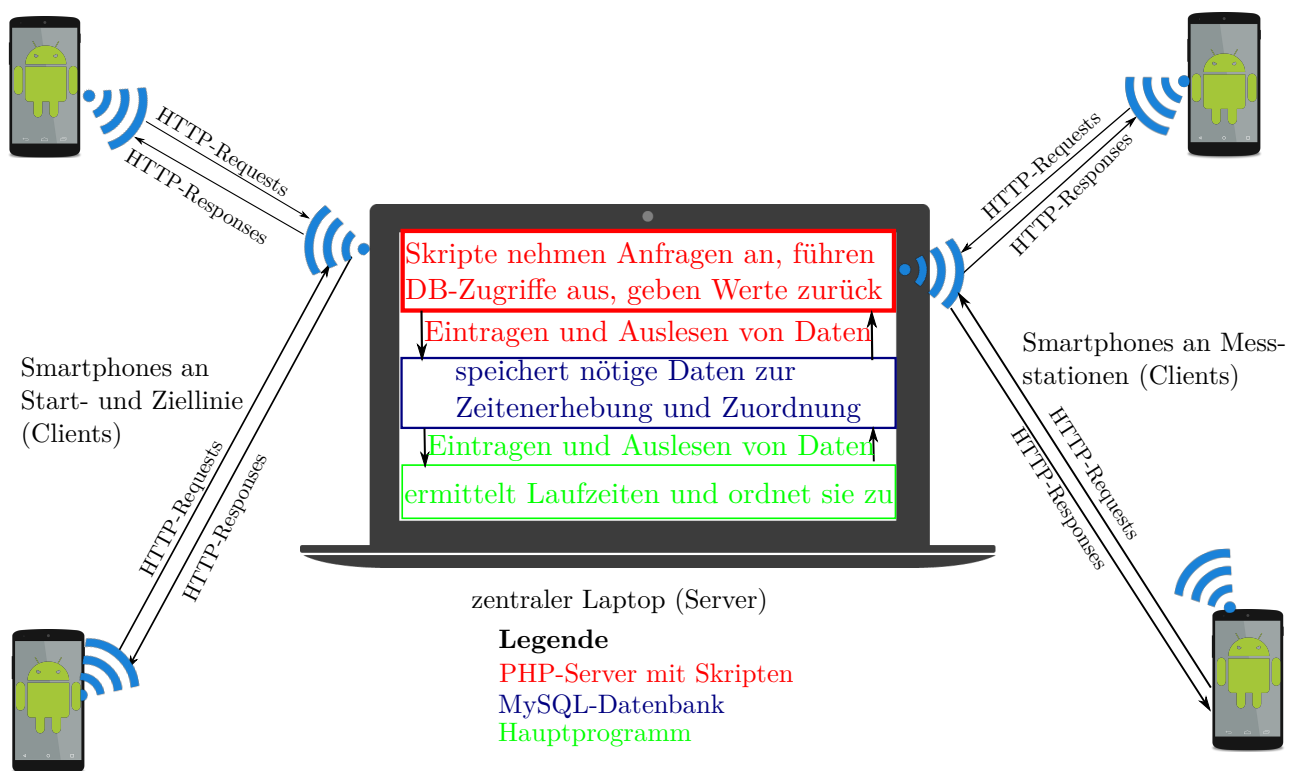 HTTP-Requests
HTTP-Responses
HTTP-Requests
HTTP-Responses
Skripte nehmen Anfragen an, führen
DB-Zugriffe aus, geben Werte zurück
Eintragen und Auslesen von Daten
speichert nötige Daten zur
Zeitenerhebung und Zuordnung
Eintragen und Auslesen von Daten
ermittelt Laufzeiten und ordnet sie zu
Smartphones an
Start- und Ziellinie
(Clients)
Smartphones an Mess-
stationen (Clients)
HTTP-Requests
HTTP-Responses
HTTP-Requests
HTTP-Responses
zentraler Laptop (Server)
Legende
PHP-Server mit Skripten
MySQL-Datenbank
Hauptprogramm